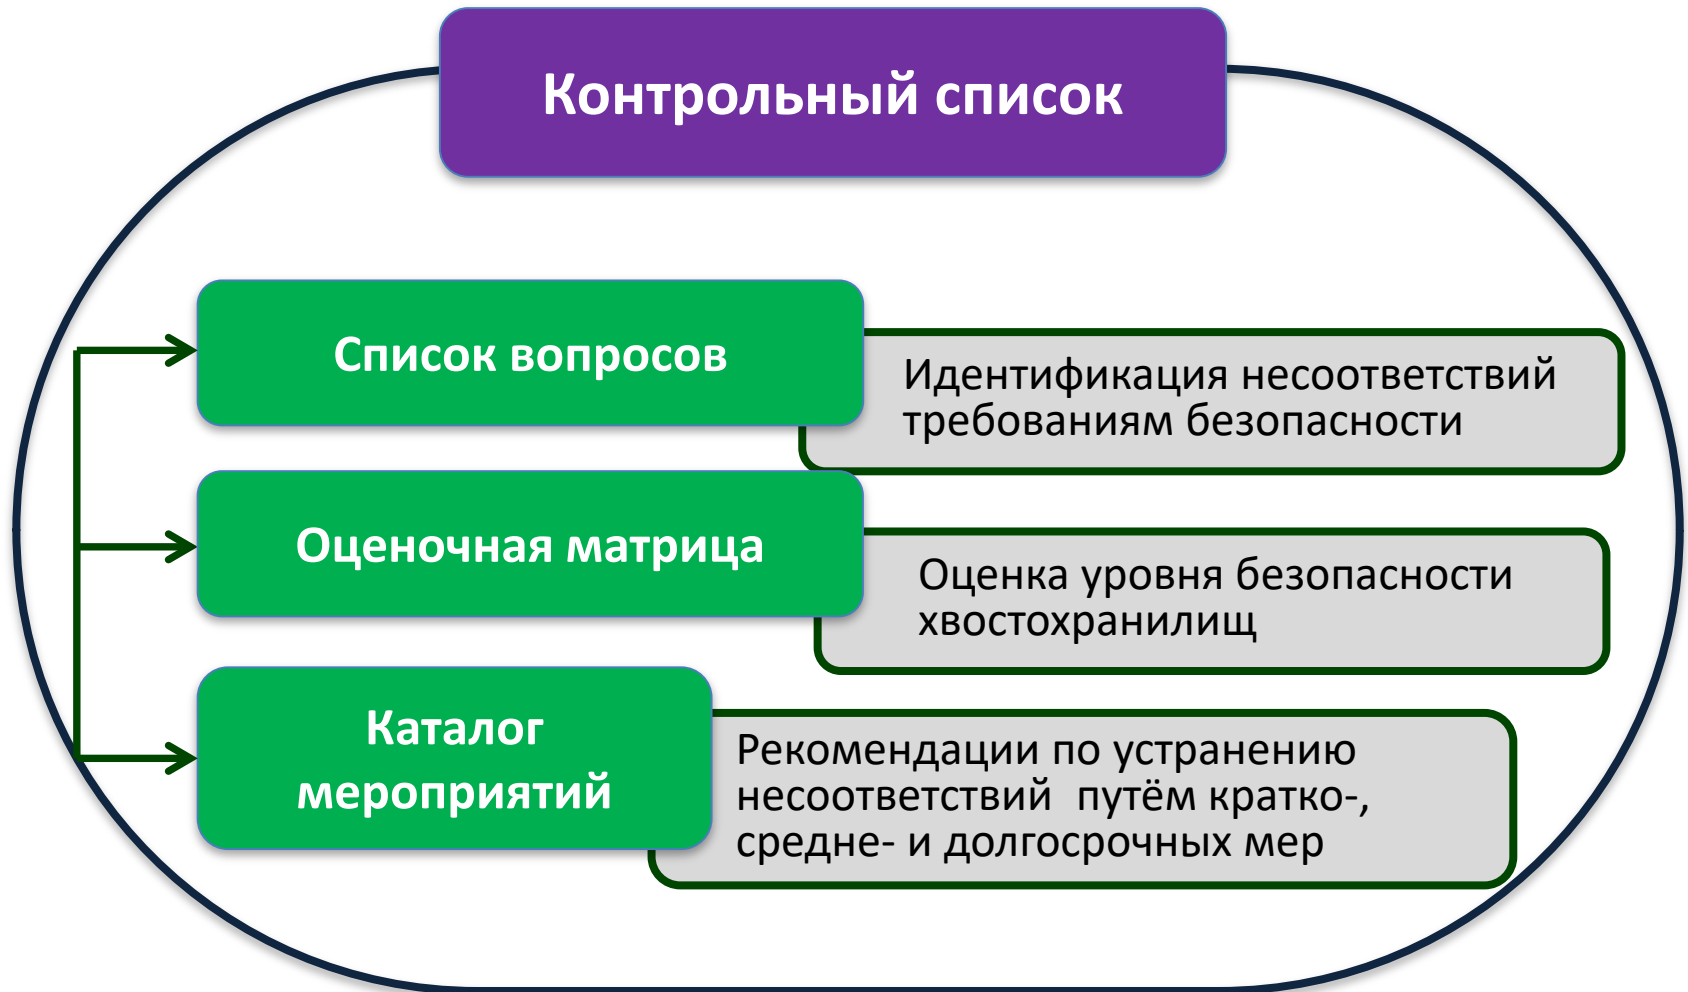 Контрольный список
Список вопросов
Идентификация несоответствий
требованиям безопасности
Оценочная матрица
Оценка уровня безопасности
хвостохранилищ
Каталог
мероприятий
Рекомендации по устранению
несоответствий  путём кратко-,
средне- и долгосрочных мер